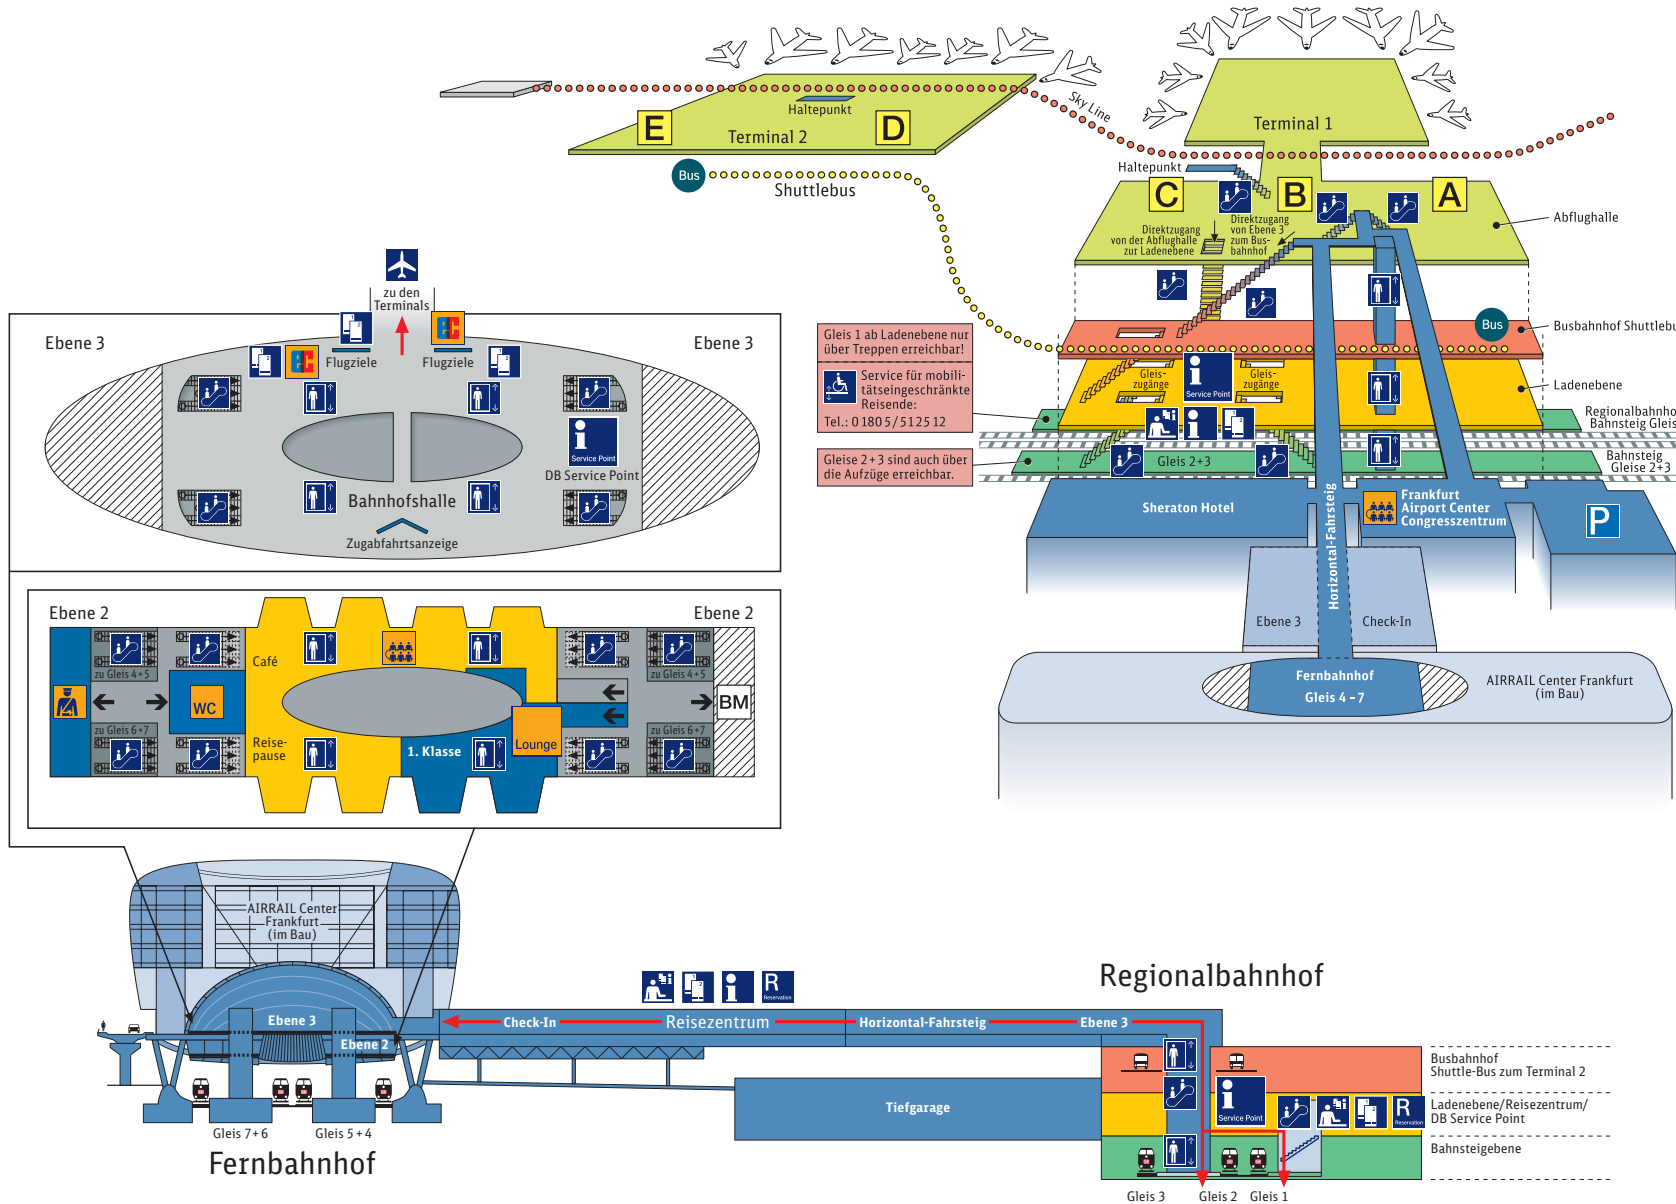 Haltepunkt
E
D
Terminal 2
Sky Line
Terminal 1
Bus
Shuttlebus
Haltepunkt
C
B
A
Abflughalle
Direktzugang
von der Abflughalle
zur Ladenebene
Direktzugang
von Ebene 3
zum Bus-
bahnhof
zu den
Terminals
Ebene 3
Ebene 3
Flugziele
Flugziele
Service Point
DB Service Point
Bahnhofshalle
Zugabfahrtsanzeige
Bus
Busbahnhof Shuttlebu
Gleis 1 ab Ladenebene nur
über Treppen erreichbar!
Service für mobili-
tätseingeschränkte
Reisende:
Tel.: 0 180 5 / 51 25 12
Gleis-
zugänge
Service Point
Gleis-
zugänge
Ladenebene
Regionalbahnho
Bahnsteig Gleis
Gleise 2+3 sind auch über
die Aufzüge erreichbar.
Gleis 2+3
Bahnsteig
Gleise 2+3
Sheraton Hotel
Horizontal-Fahrsteig
Frankfurt
Airport Center
Congresszentrum
P
Ebene 3
Check-In
Fernbahnhof
Gleis 4 – 7
AIRRAIL Center Frankfurt
(im Bau)
Ebene 2
Ebene 2
zu Gleis 4+5
Café
zu Gleis 4+5
WC
BM
zu Gleis 6+7
Reise-
pause
1. Klasse
Lounge
zu Gleis 6+7
AIRRAIL Center
Frankfurt
(im Bau)
Ebene 3
Ebene 2
Gleis 7+6
Gleis 5+4
Fernbahnhof
R
Reservation
Check-In
Reisezentrum
Horizontal-Fahrsteig
Ebene 3
Regionalbahnhof
Tiefgarage
Service Point
R
Reservation
Busbahnhof
Shuttle-Bus zum Terminal 2
Ladenebene/Reisezentrum/
DB Service Point
Bahnsteigebene
Gleis 3
Gleis 2
Gleis 1